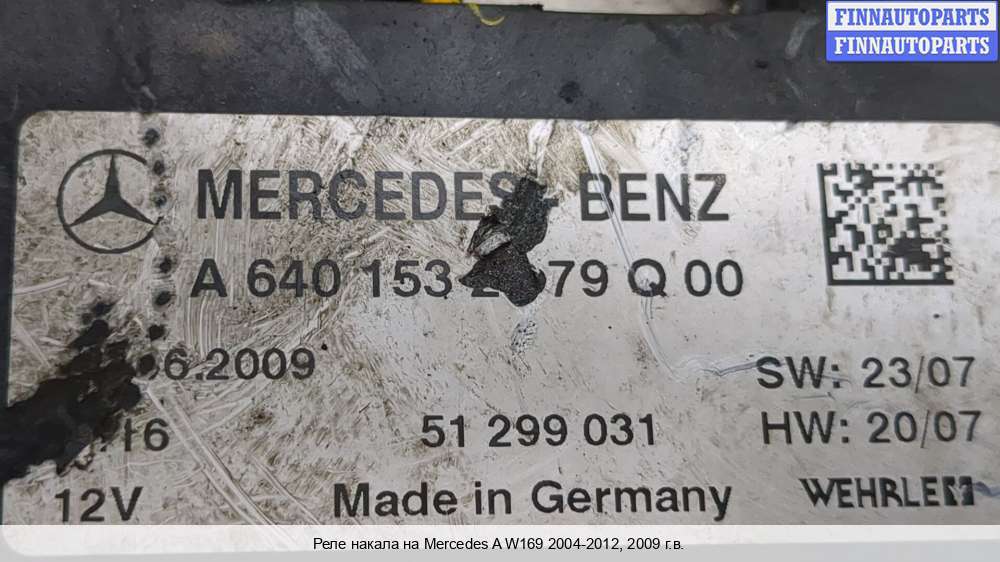 FINNAUTOPARTS
FINNAUTOPARTS
MERCEDES-BENZ
A 640 153 79 Q 00
6.2009
SW: 23/07
16
51 299 031
HW: 20/07
12V
Made in Germany
WEHRLE
Реле накала на Mercedes A W169 2004-2012, 2009 г.в.